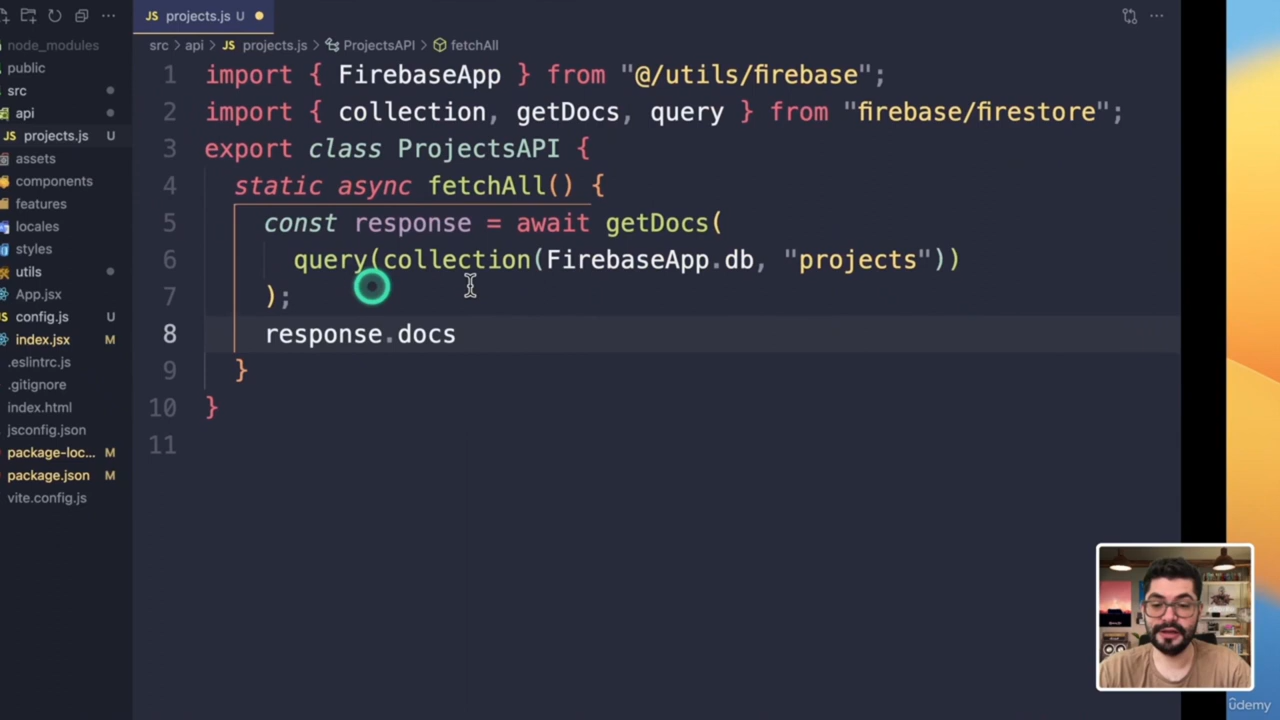 JS projects.js U
node_modules
public
src
api
JS projects.js U
assets
components
features
locales
styles
utils
App.jsx
config.js U
index.jsx M
.eslintrc.js
.gitignore
index.html
jsconfig.json
package-loc... M
package.json M
vite.config.js
src > api > JS projects.js > ProjectsAPI > fetchAll
1 import { FirebaseApp } from "@/utils/firebase";
2 import { collection, getDocs, query } from "firebase/firestore";
3 export class ProjectsAPI {
4 static async fetchAll() {
5 const response = await getDocs(
6 query(collection(FirebaseApp.db, "projects"))
7 );
8 response.docs
9 }
10 }
11
ûdemy